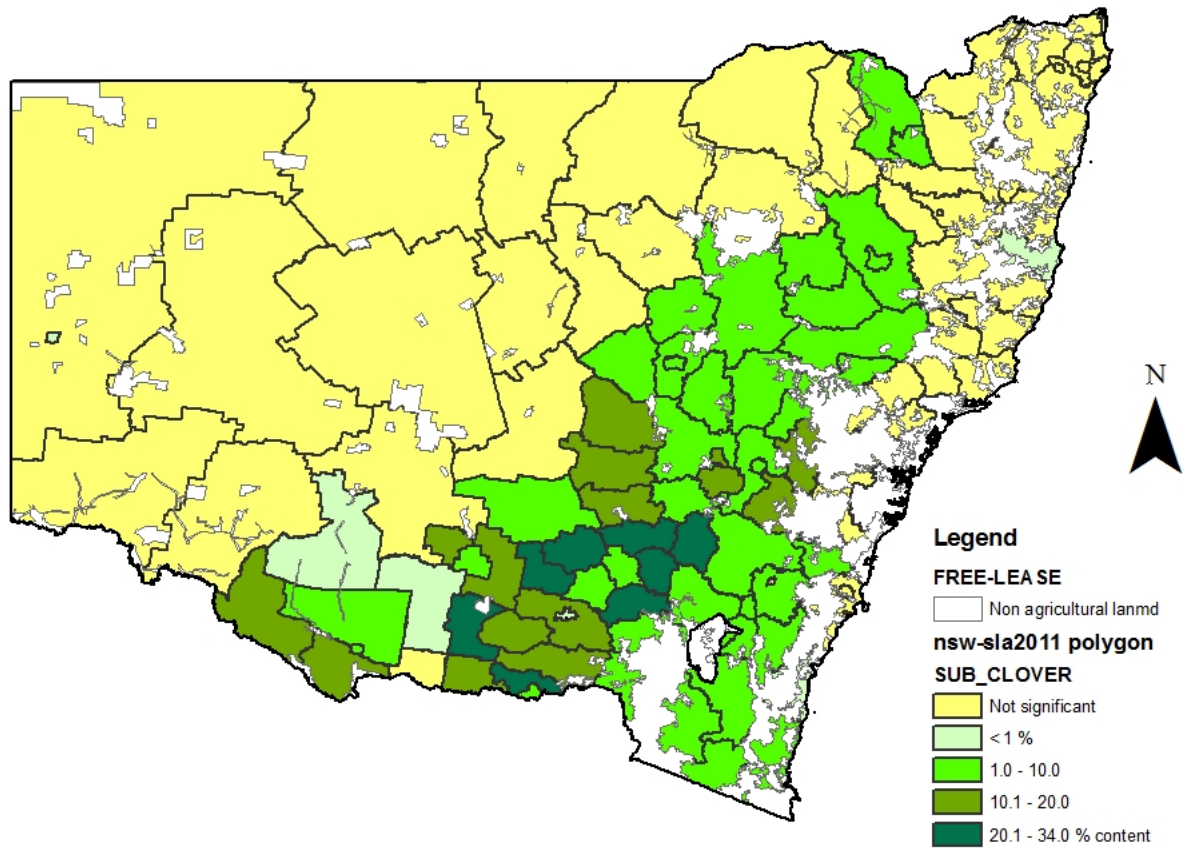 N
Legend
FREE-LEASE
Non agricultural lanmd
nsw-sla2011 polygon
SUB_CLOVER
Not significant
<1 %
1.0 - 10.0
10.1 - 20.0
20.1 - 34.0 % content